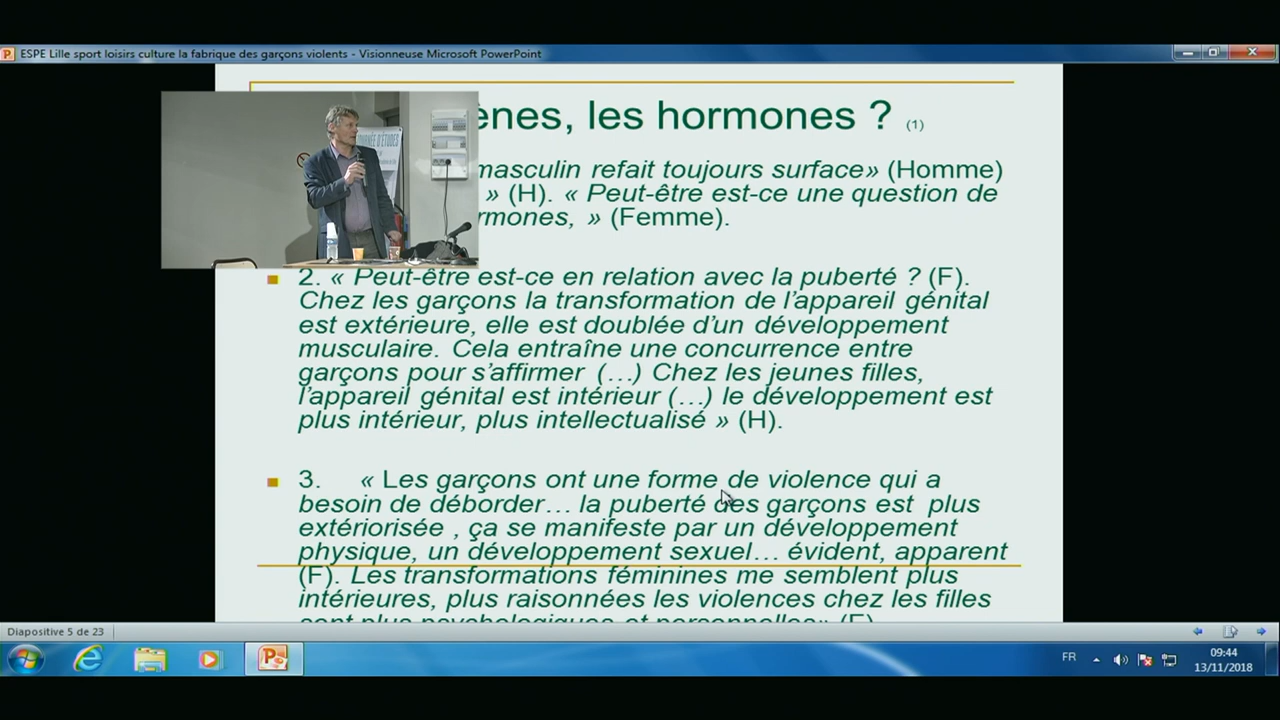 ESPE Lille sport loisirs culture la fabrique des garçons violents - Visionneuse Microsoft PowerPoint
ènes, les hormones ? (1)
masculin refait toujours surface» (Homme)
» (H). « Peut-être est-ce une question de
rmones, » (Femme).
JOURNÉE D'ÉTUDES
2. « Peut-être est-ce en relation avec la puberté ? (F).
Chez les garçons la transformation de l'appareil génital
est extérieure, elle est doublée d'un développement
musculaire. Cela entraîne une concurrence entre
garçons pour s'affirmer (…) Chez les jeunes filles,
l'appareil génital est intérieur (…) le développement est
plus intérieur, plus intellectualisé » (H).
3. « Les garçons ont une forme de violence qui a
besoin de déborder… la puberté des garçons est plus
extériorisée , ça se manifeste par un développement
physique, un développement sexuel… évident, apparent
(F). Les transformations féminines me semblent plus
intérieures, plus raisonnées les violences chez les filles
sont plus psychologiques et personnelles» (F)
Diapositive 5 de 23
FR
09:44
13/11/2018